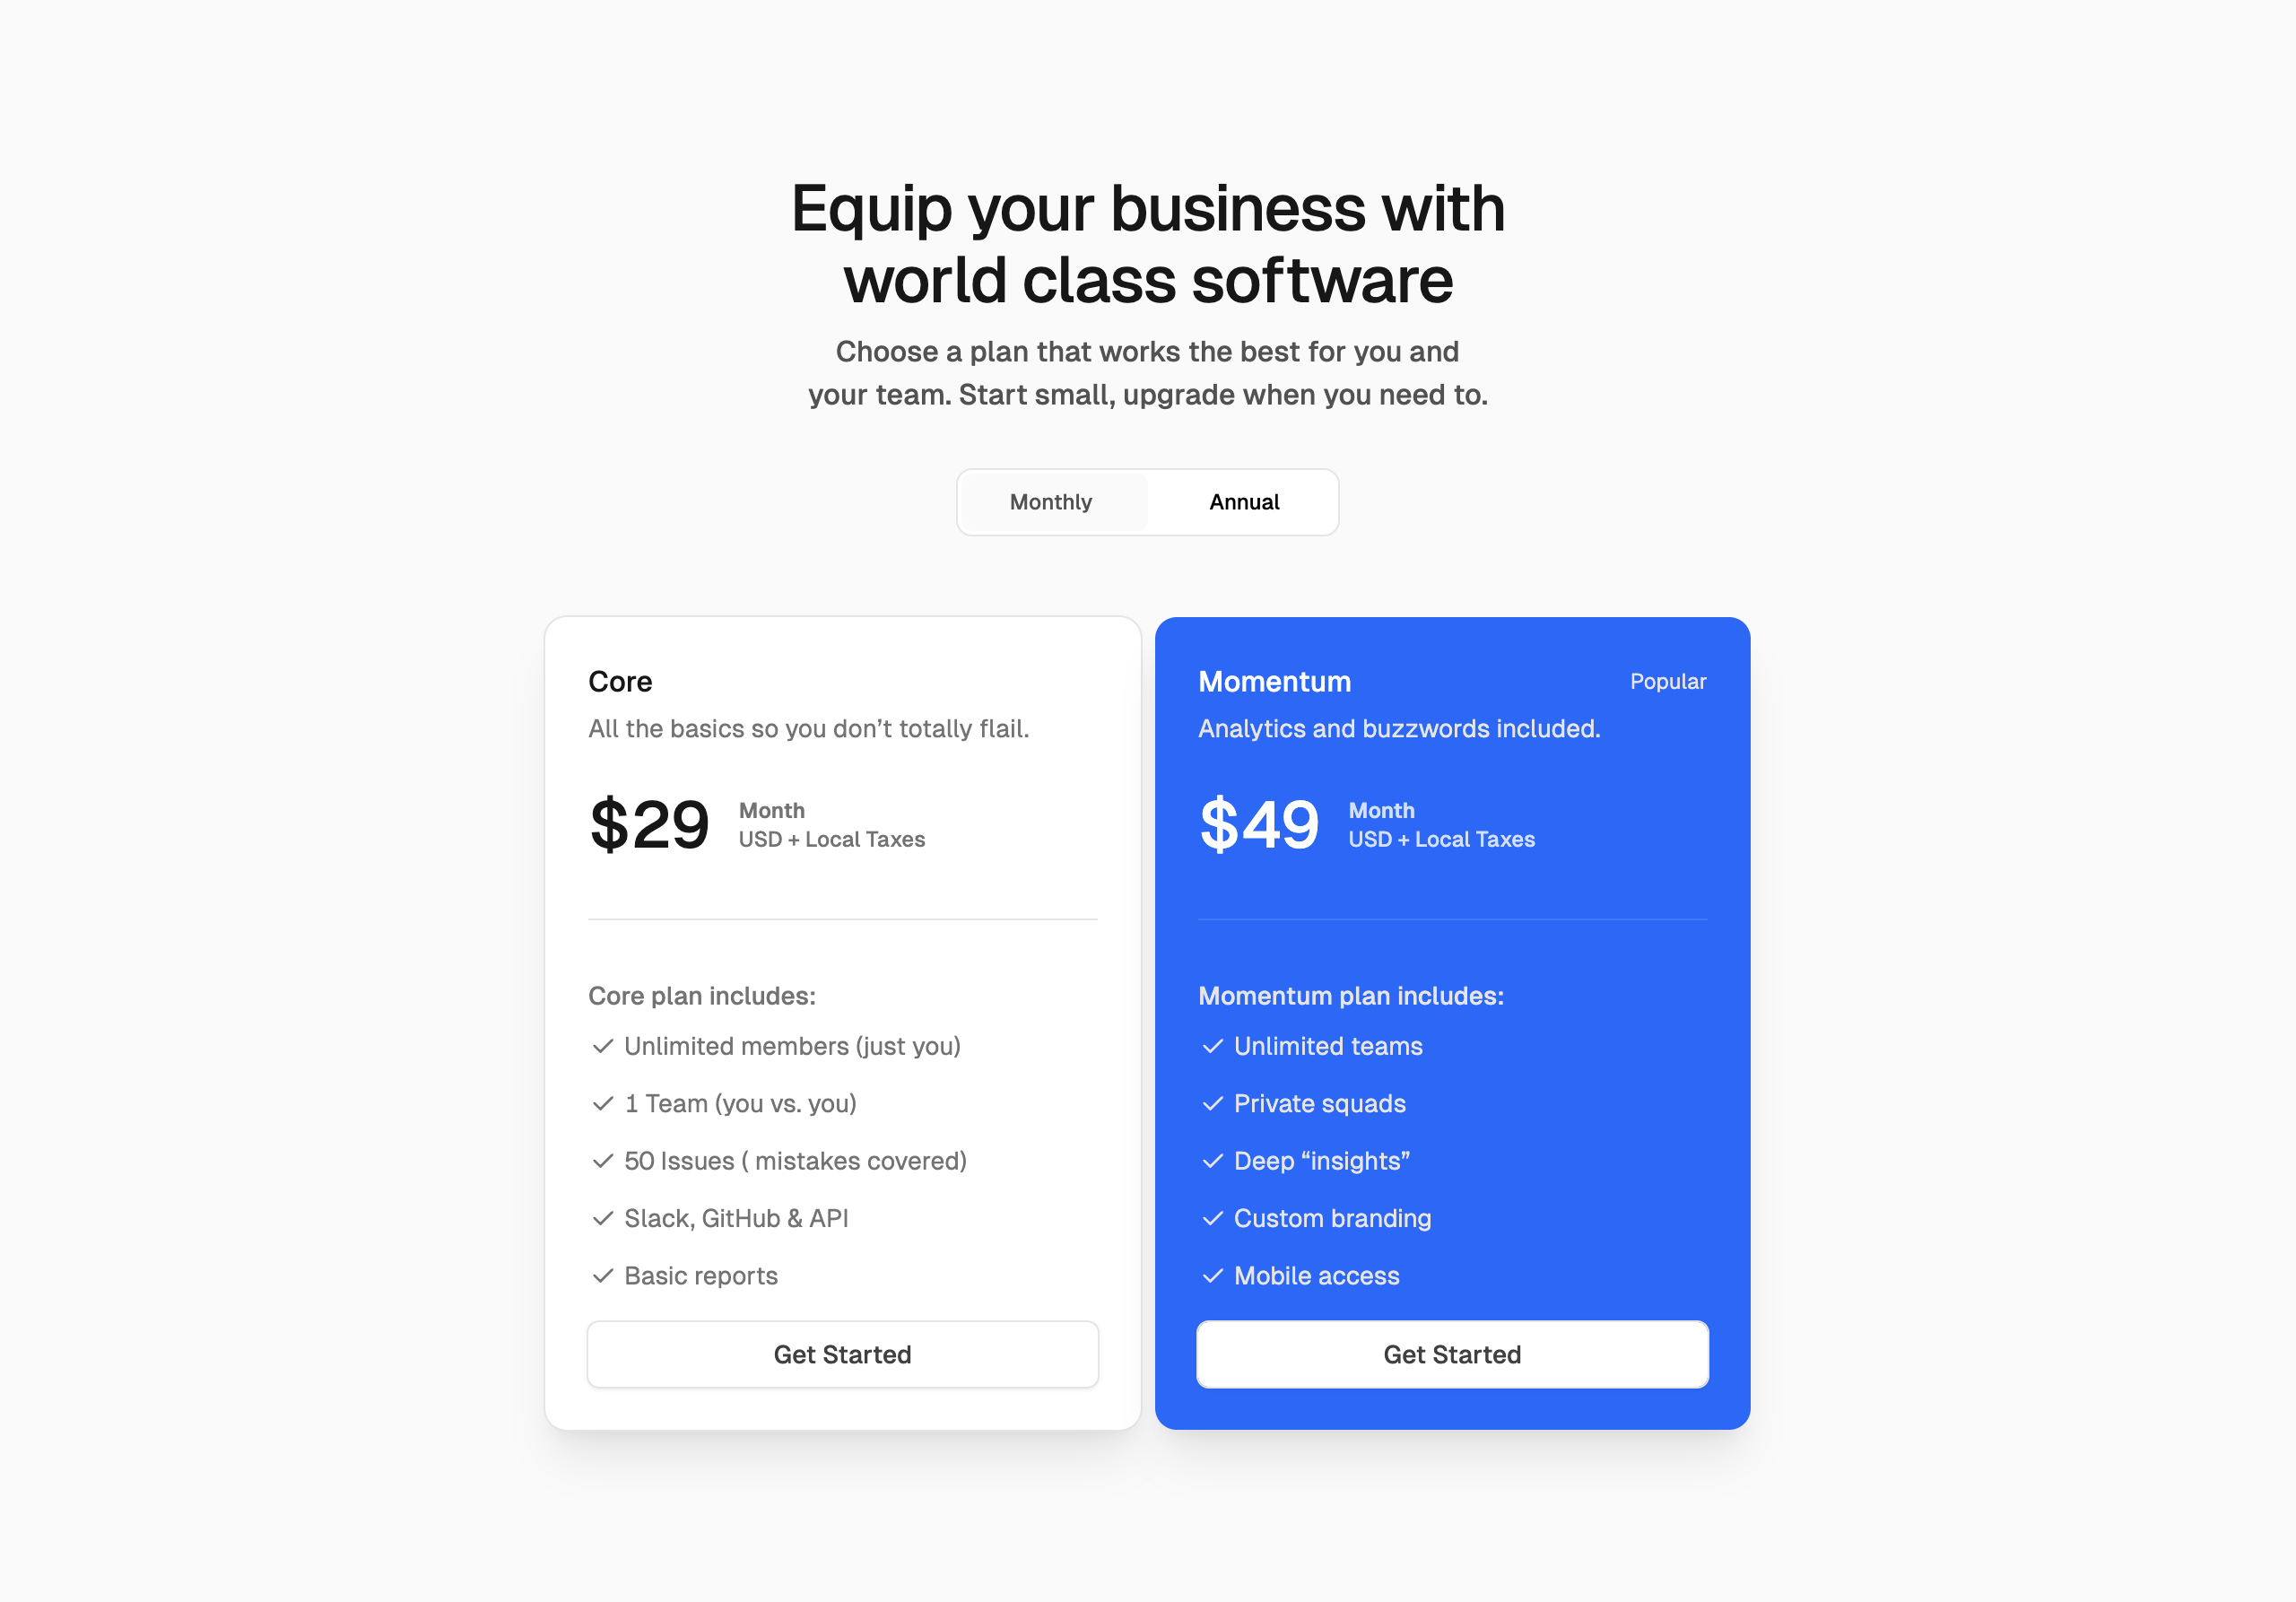 Equip your business with
world class software
Choose a plan that works the best for you and
your team. Start small, upgrade when you need to.
Monthly
Annual
Core
All the basics so you don’t totally flail.
$29
Month
USD + Local Taxes
Core plan includes:
Unlimited members (just you)
1 Team (you vs. you)
50 Issues ( mistakes covered)
Slack, GitHub & API
Basic reports
Get Started
Momentum
Popular
Analytics and buzzwords included.
$49
Month
USD + Local Taxes
Momentum plan includes:
Unlimited teams
Private squads
Deep “insights”
Custom branding
Mobile access
Get Started